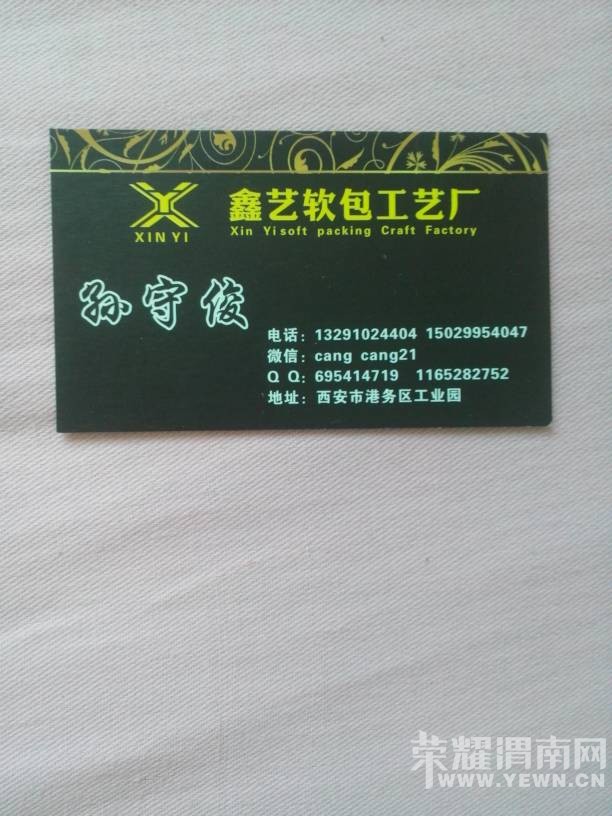 鑫艺软包工艺厂
XIN YI
Xin Yisoft packing Craft Factory
孙守俊
电话：13291024404 15029954047
微信：cang cang21
Q Q：695414719 1165282752
地址：西安市港务区工业园
荣耀渭南网
WWW.YEWN.CN